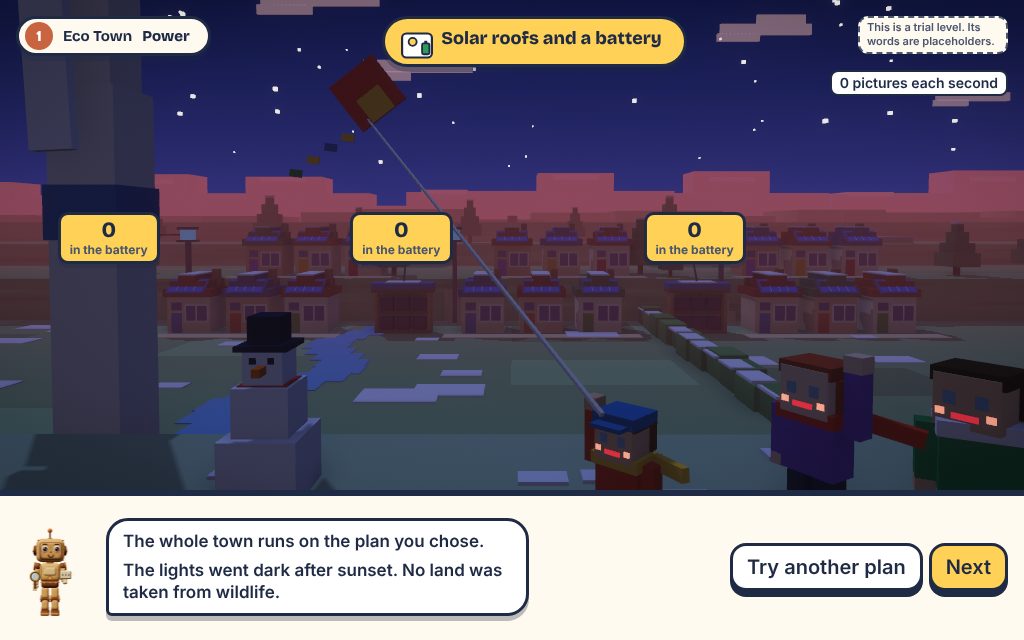 1 Eco Town Power
Solar roofs and a battery
This is a trial level. Its
words are placeholders.
0 pictures each second
0
in the battery
0
in the battery
0
in the battery
The whole town runs on the plan you chose.
The lights went dark after sunset. No land was
taken from wildlife.
Try another plan
Next